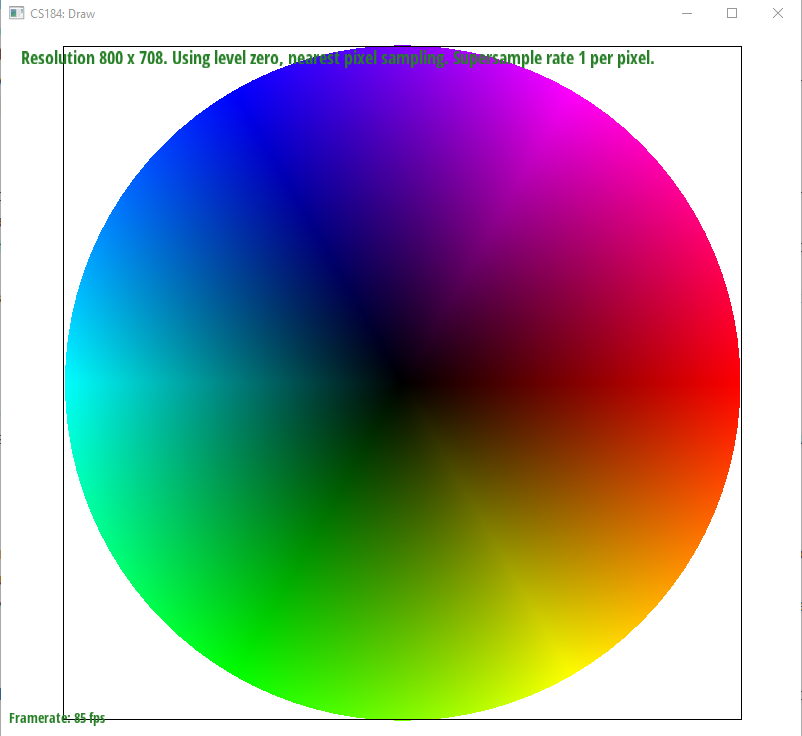 CS184: Draw
Resolution 800 x 708. Using level zero, nearest pixel sampling. Supersample rate 1 per pixel.
Framerate: 85 fps